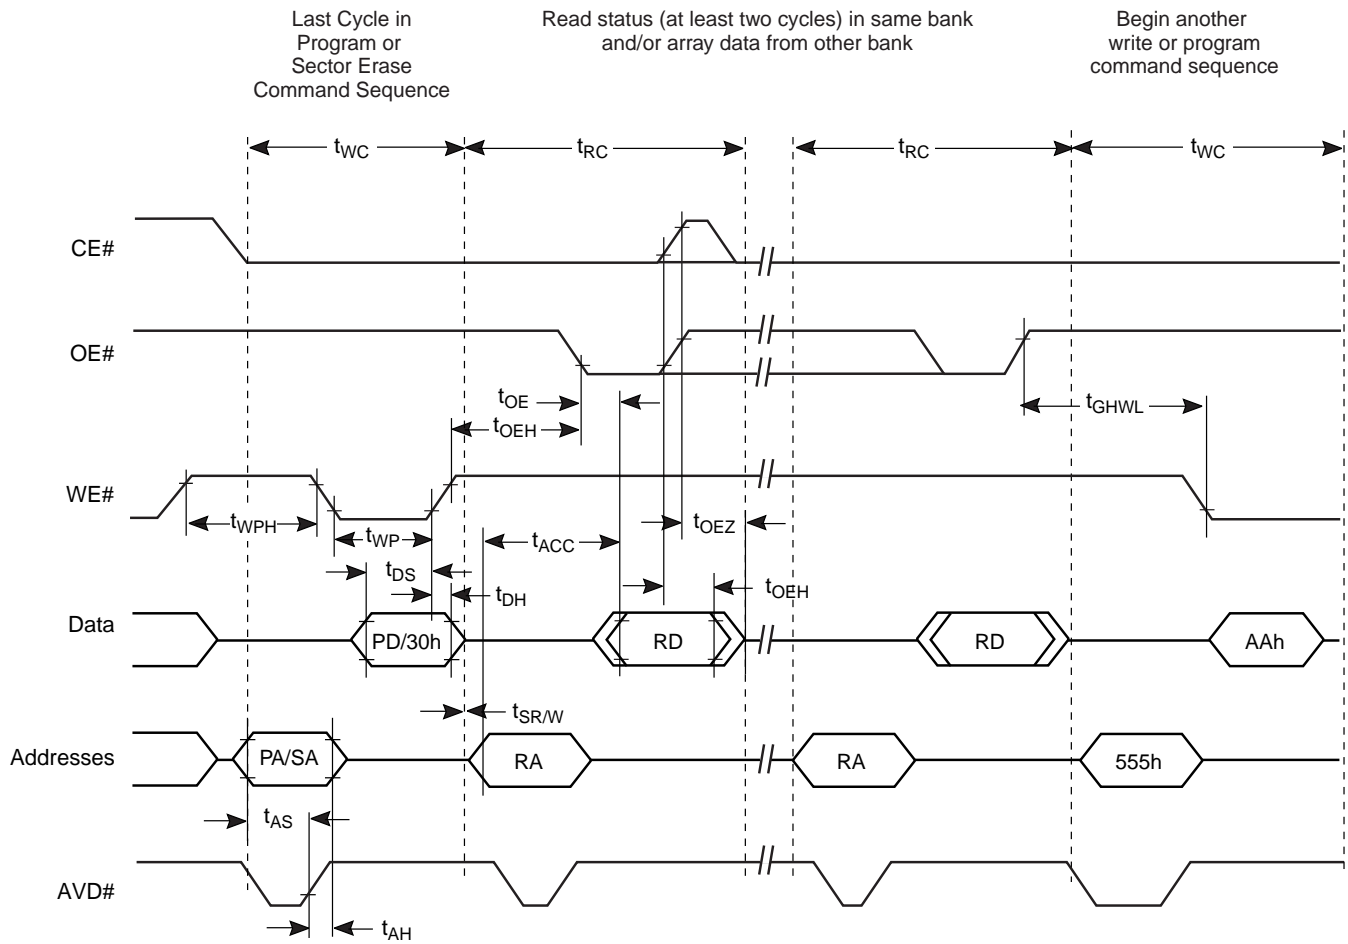 Last Cycle in
Program or
Sector Erase
Command Sequence
Read status (at least two cycles) in same bank
and/or array data from other bank
Begin another
write or program
command sequence
tWC
tRC
tRC
tWC
CE#
OE#
tOE
tOEH
tGHWL
WE#
tWPH
tWP
tACC
tOEZ
tDS
tDH
tOEH
Data
PD/30h
RD
RD
AAh
tSR/W
Addresses
PA/SA
RA
RA
555h
tAS
AVD#
tAH